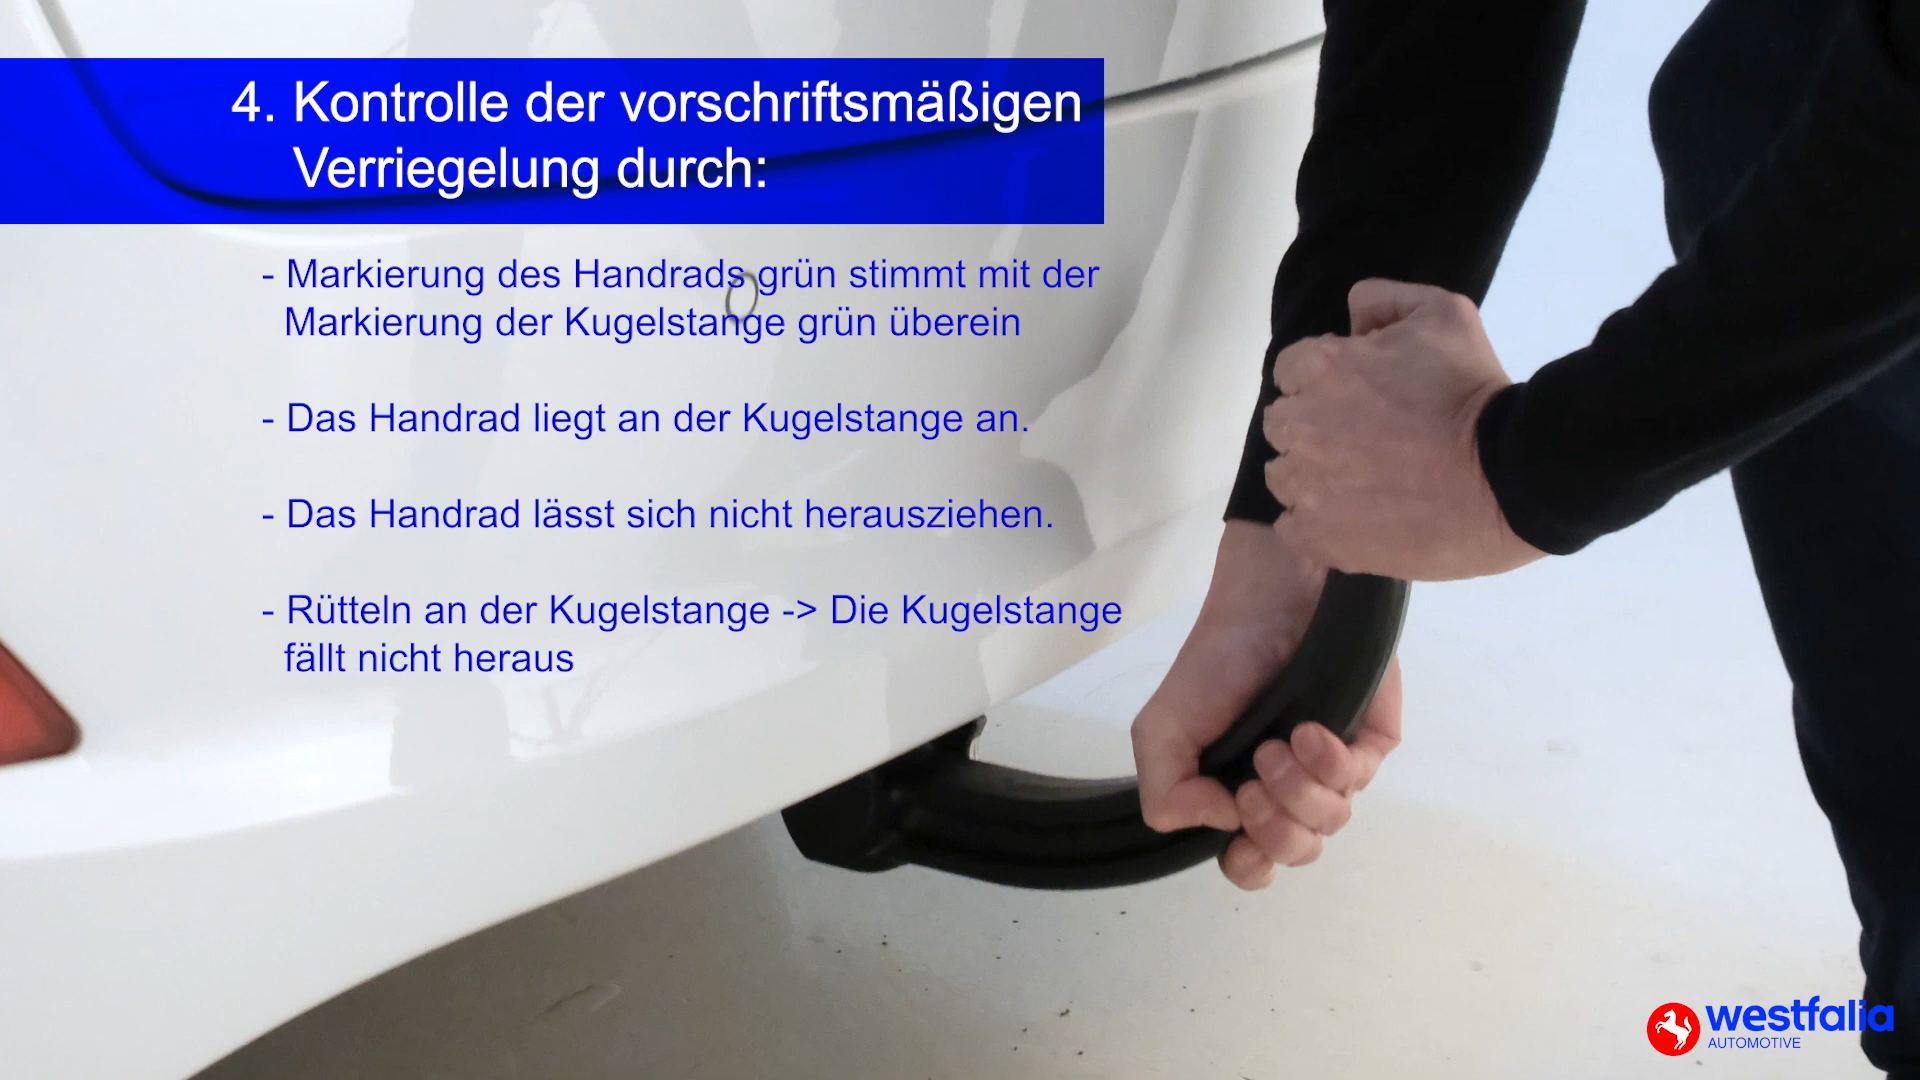 4. Kontrolle der vorschriftsmäßigen
Verriegelung durch:
- Markierung des Handrads grün stimmt mit der
Markierung der Kugelstange grün überein
- Das Handrad liegt an der Kugelstange an.
- Das Handrad lässt sich nicht herausziehen.
- Rütteln an der Kugelstange -> Die Kugelstange
fällt nicht heraus
westfalia
AUTOMOTIVE